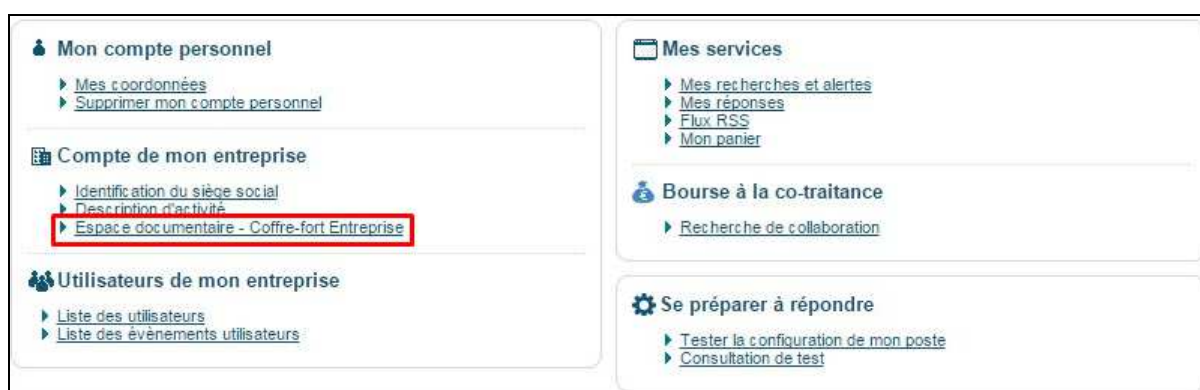 Mon compte personnel
Mes coordonnées
Supprimer mon compte personnel
Compte de mon entreprise
Identification du siège social
Description d'activité
Espace documentaire - Coffre-fort Entreprise
Utilisateurs de mon entreprise
Liste des utilisateurs
Liste des évènements utilisateurs
Mes services
Mes recherches et alertes
Mes réponses
Flux RSS
Mon panier
Bourse à la co-traitance
Recherche de collaboration
Se préparer à répondre
Tester la configuration de mon poste
Consultation de test